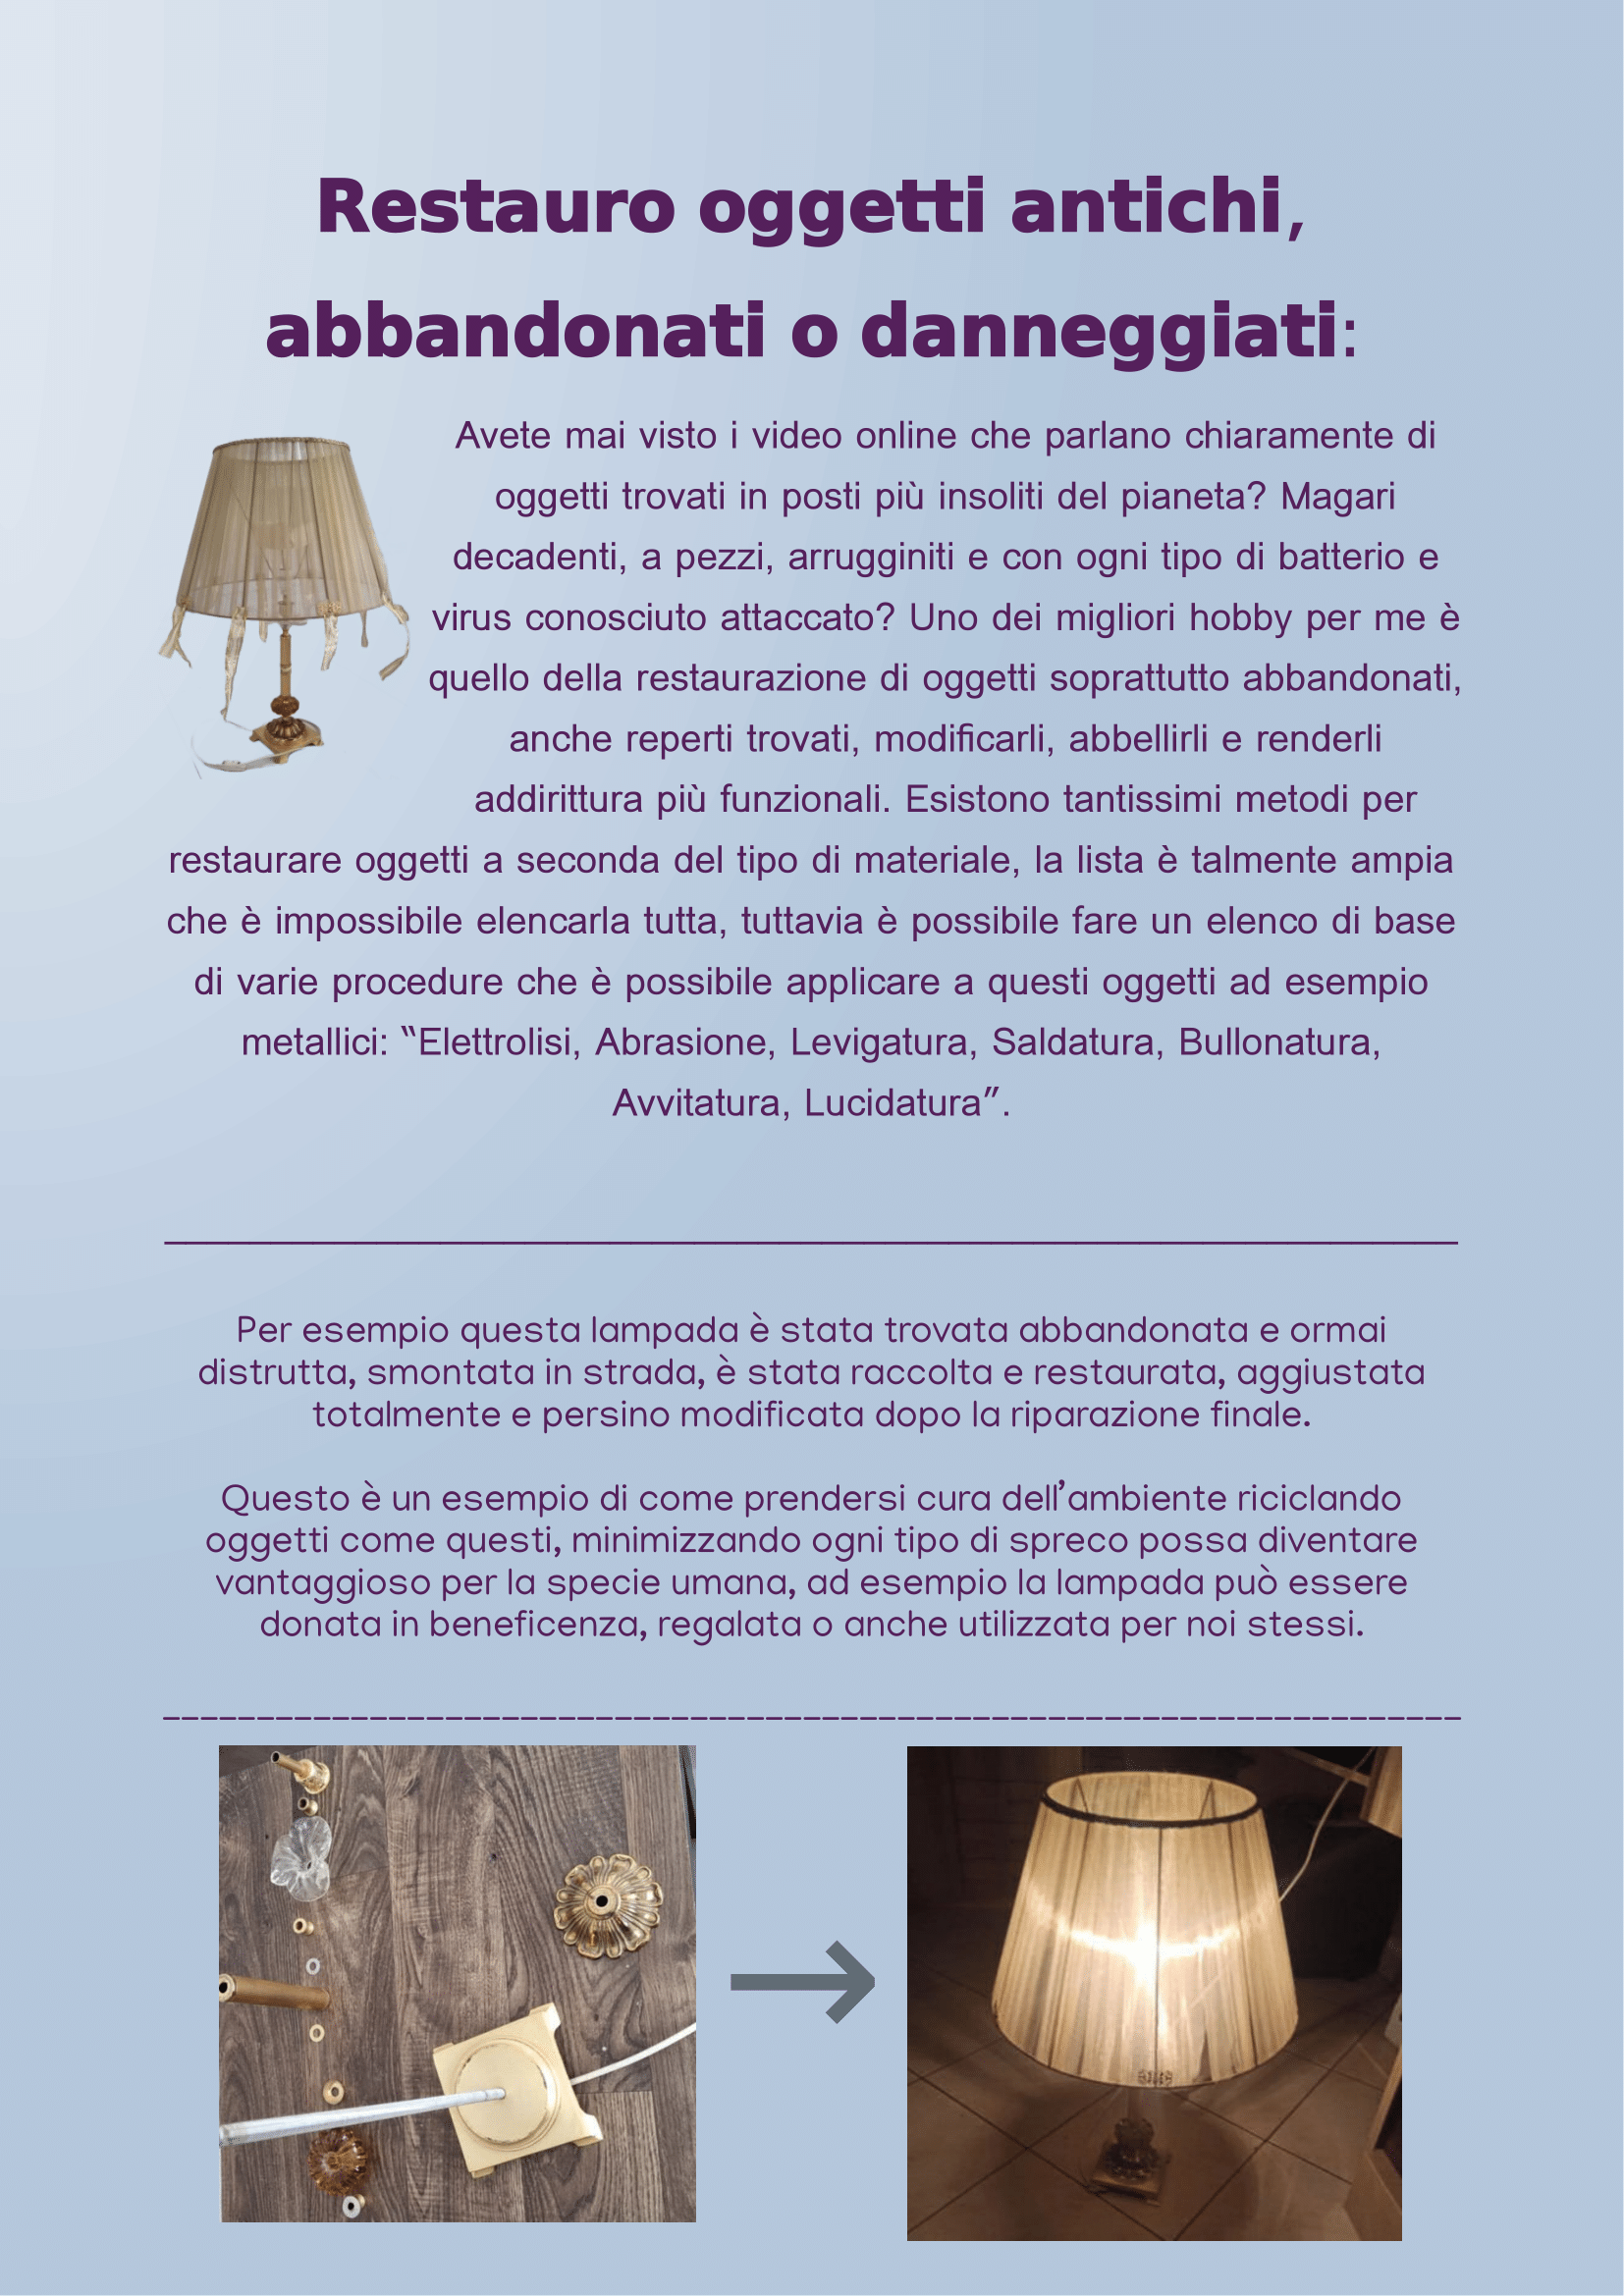 Restauro oggetti antichi,
abbandonati o danneggiati:
Avete mai visto i video online che parlano chiaramente di
oggetti trovati in posti più insoliti del pianeta? Magari
decadenti, a pezzi, arrugginiti e con ogni tipo di batterio e
virus conosciuto attaccato? Uno dei migliori hobby per me è
quello della restaurazione di oggetti soprattutto abbandonati,
anche reperti trovati, modificarli, abbellirli e renderli
addirittura più funzionali. Esistono tantissimi metodi per
restaurare oggetti a seconda del tipo di materiale, la lista è talmente ampia
che è impossibile elencarla tutta, tuttavia è possibile fare un elenco di base
di varie procedure che è possibile applicare a questi oggetti ad esempio
metallici: “Elettrolisi, Abrasione, Levigatura, Saldatura, Bullonatura,
Avvitatura, Lucidatura”.
Per esempio questa lampada è stata trovata abbandonata e ormai
distrutta, smontata in strada, è stata raccolta e restaurata, aggiustata
totalmente e persino modificata dopo la riparazione finale.
Questo è un esempio di come prendersi cura dell’ambiente riciclando
oggetti come questi, minimizzando ogni tipo di spreco possa diventare
vantaggioso per la specie umana, ad esempio la lampada può essere
donata in beneficenza, regalata o anche utilizzata per noi stessi.